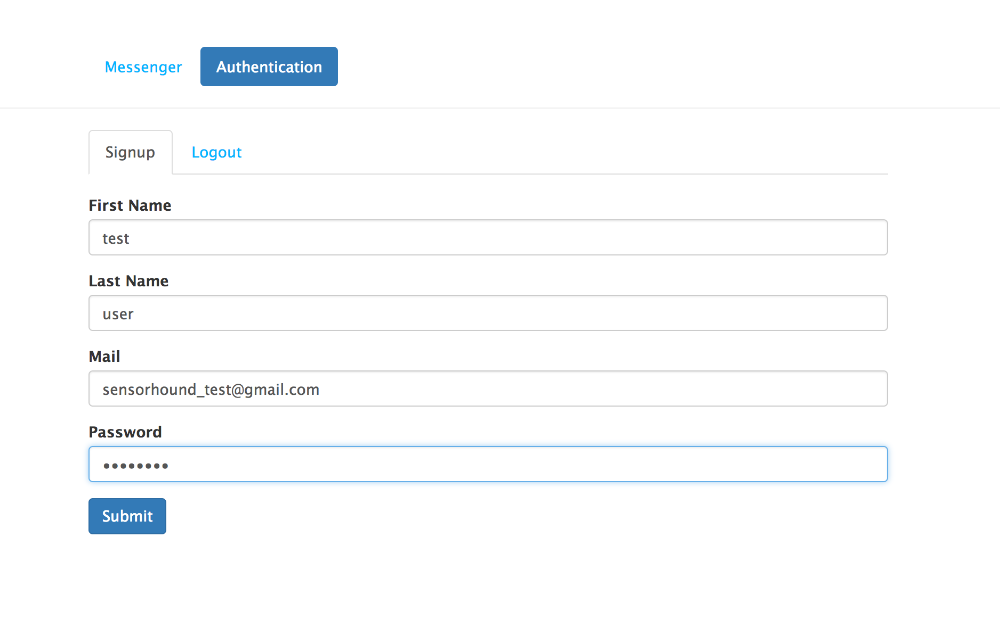 Messenger Authentication
Signup Logout
First Name
test
Last Name
user
Mail
sensorhound_test@gmail.com
Password
••••••••
Submit